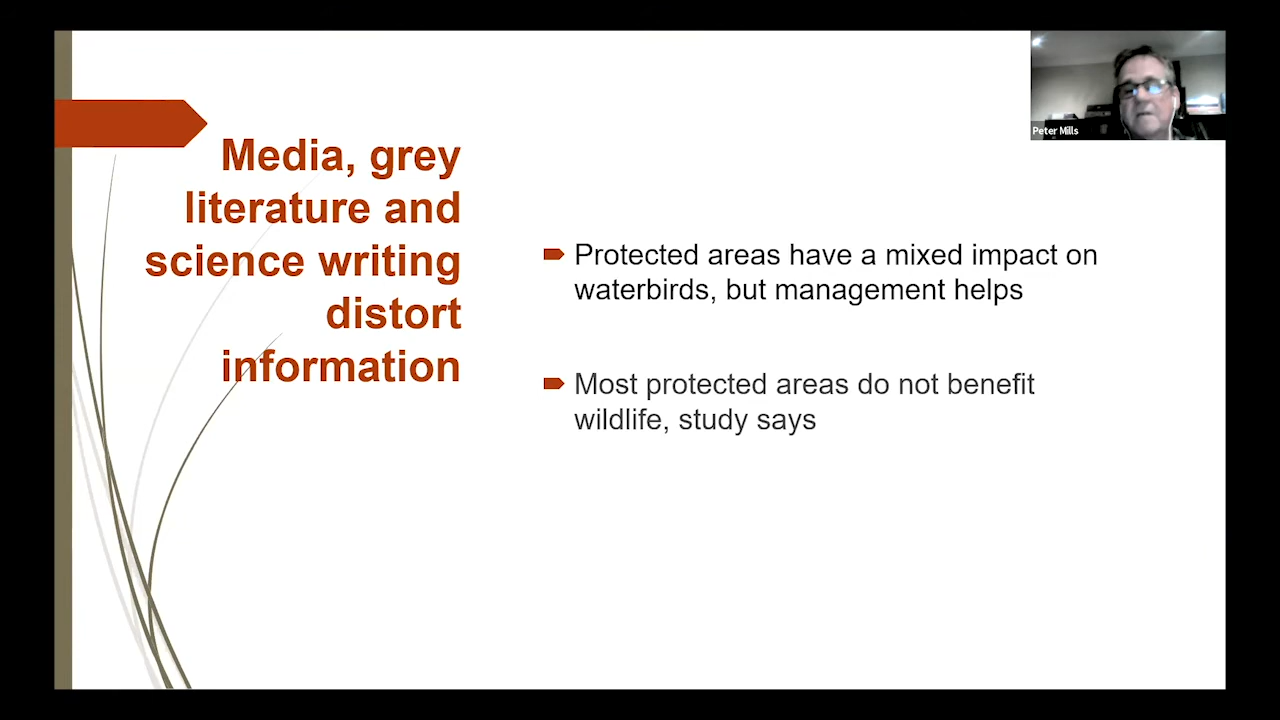 Media, grey
literature and
science writing
distort
information
Protected areas have a mixed impact on
waterbirds, but management helps
Most protected areas do not benefit
wildlife, study says
Peter Mills